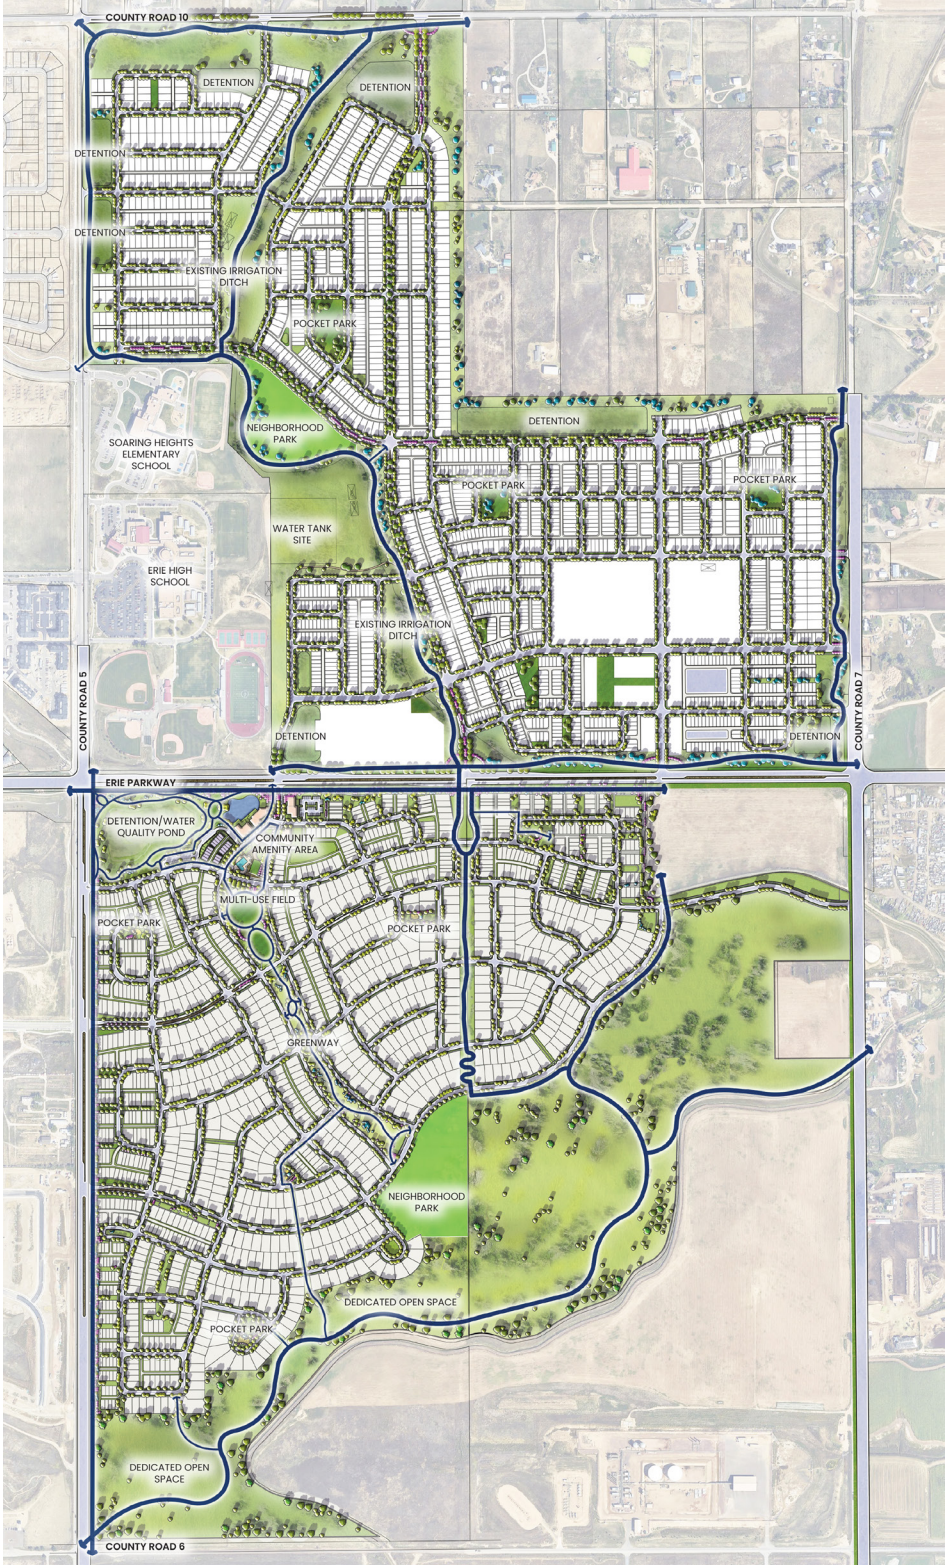 COUNTY ROAD 10
DETENTION
DETENTION
DETENTION
DETENTION
EXISTING IRRIGATION
DITCH
POCKET PARK
NEIGHBORHOOD
PARK
DETENTION
SOARING HEIGHTS
ELEMENTARY
SCHOOL
POCKET PARK
POCKET PARK
WATER TANK
SITE
ERIE HIGH
SCHOOL
EXISTING IRRIGATION
DITCH
COUNTY ROAD 5
COUNTY ROAD 7
DETENTION
DETENTION
ERIE PARKWAY
DETENTION/WATER
QUALITY POND
COMMUNITY
AMENITY AREA
MULTI-USE FIELD
POCKET PARK
POCKET PARK
GREENWAY
NEIGHBORHOOD
PARK
DEDICATED OPEN SPACE
POCKET PARK
DEDICATED OPEN
SPACE
COUNTY ROAD 6